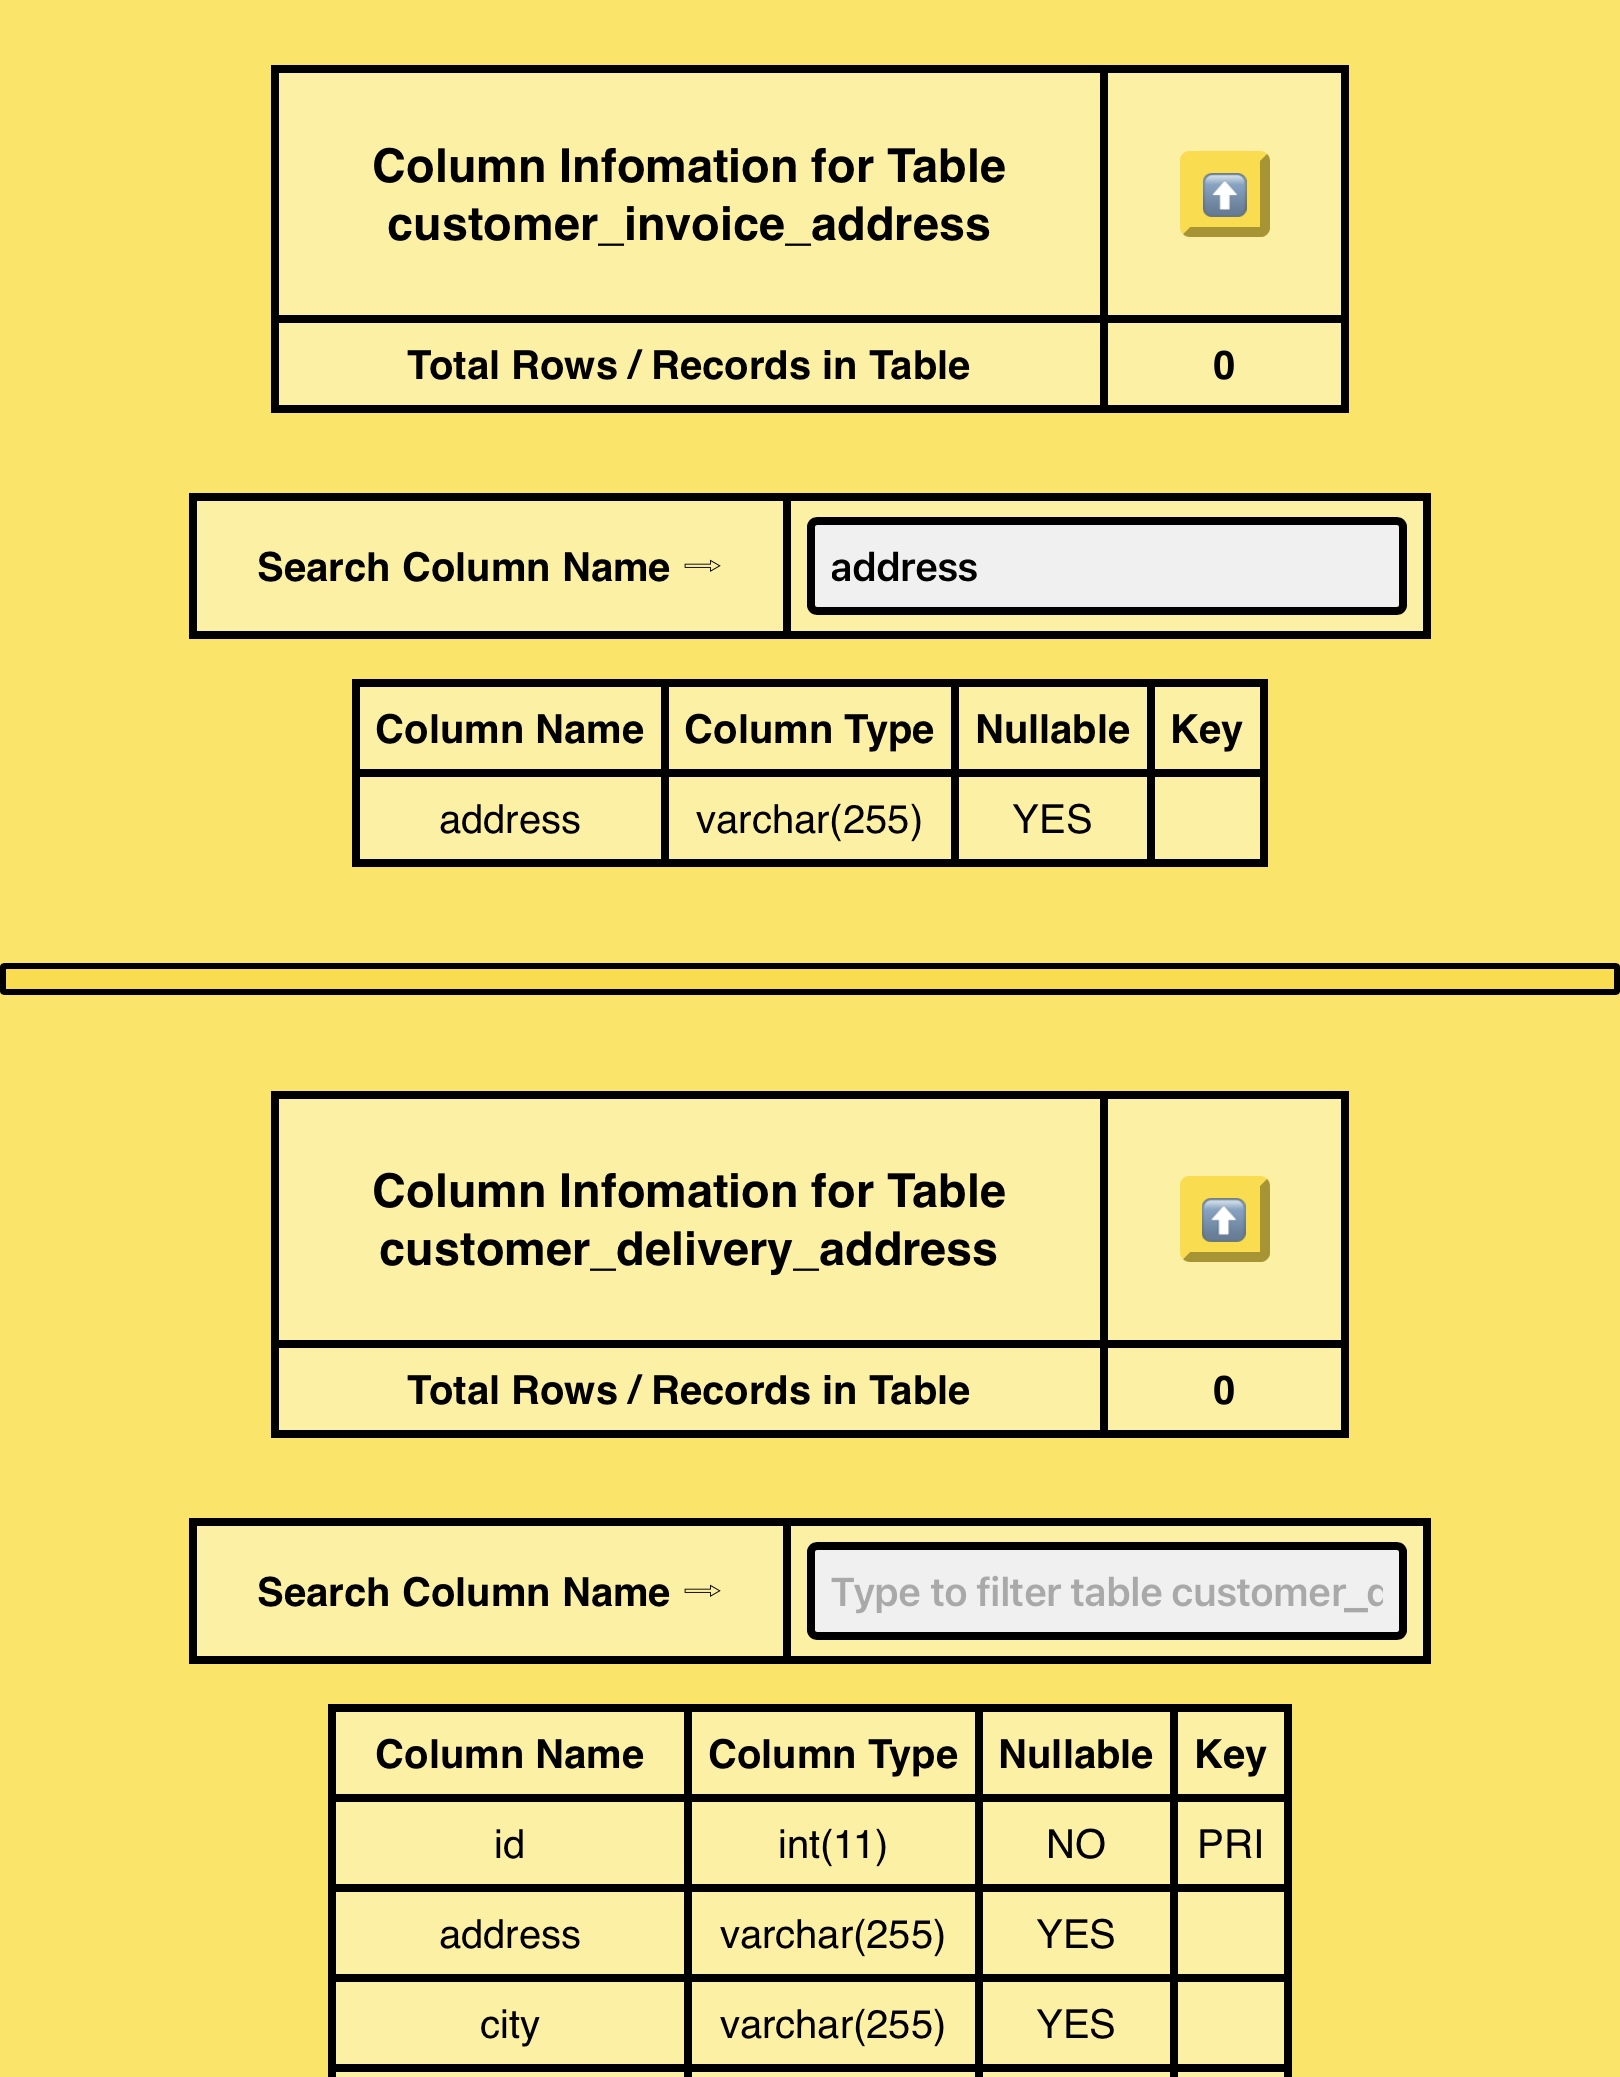 Column Infomation for Table
customer_invoice_address
Total Rows / Records in Table 0
Search Column Name ⇨ address
Column Name Column Type Nullable Key
address varchar(255) YES
Column Infomation for Table
customer_delivery_address
Total Rows / Records in Table 0
Search Column Name ⇨ Type to filter table
Column Name Column Type Nullable Key
id int(11) NO PRI
address varchar(255) YES
city varchar(255) YES